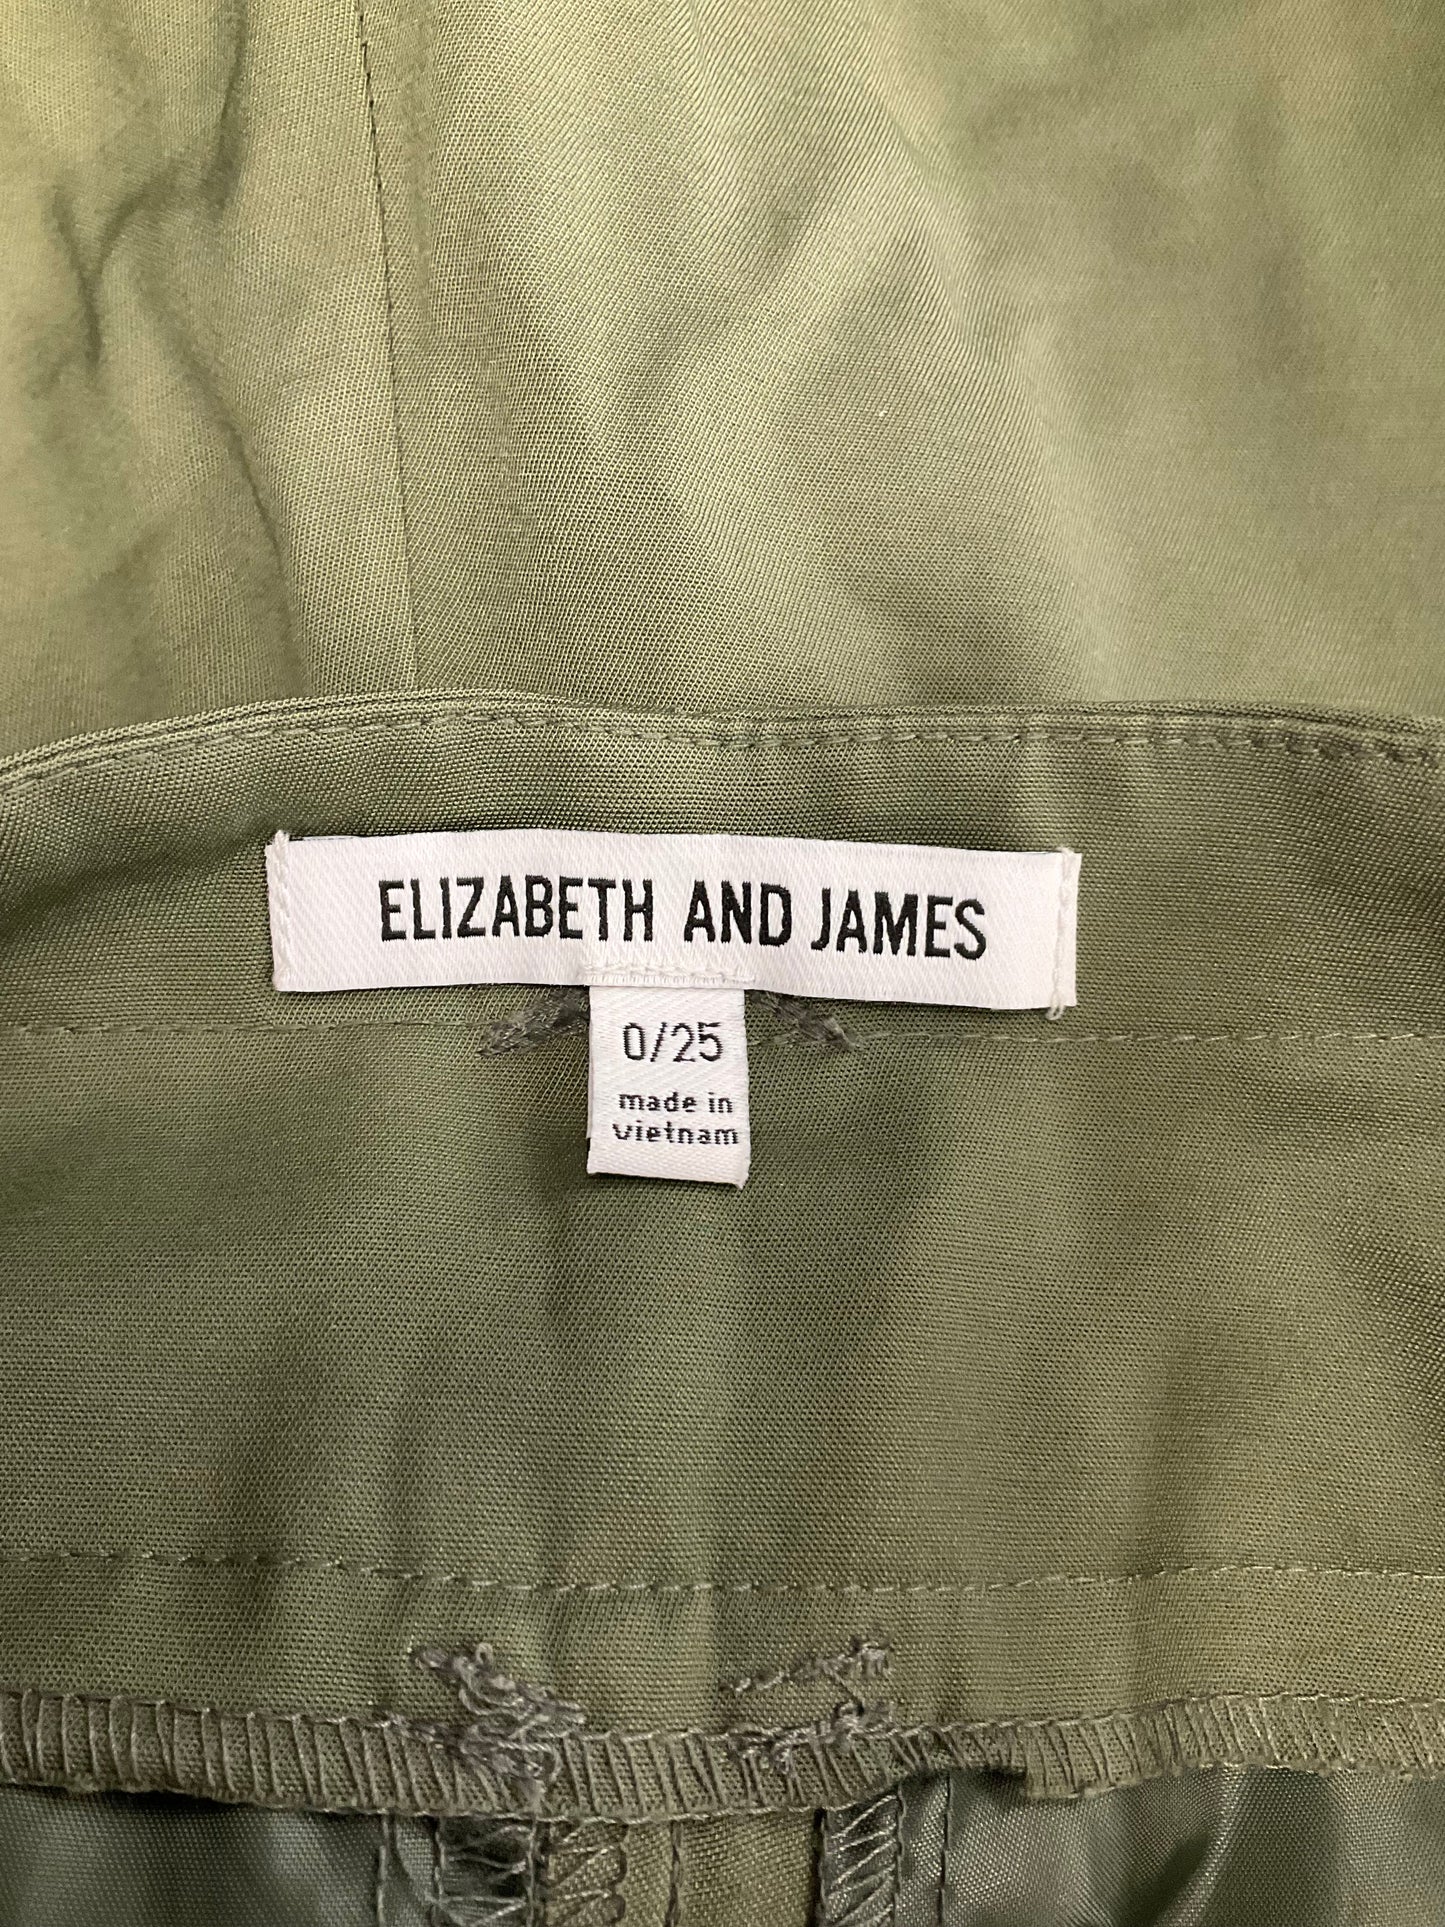 ELIZABETH AND JAMES
0/25
made in
vietnam